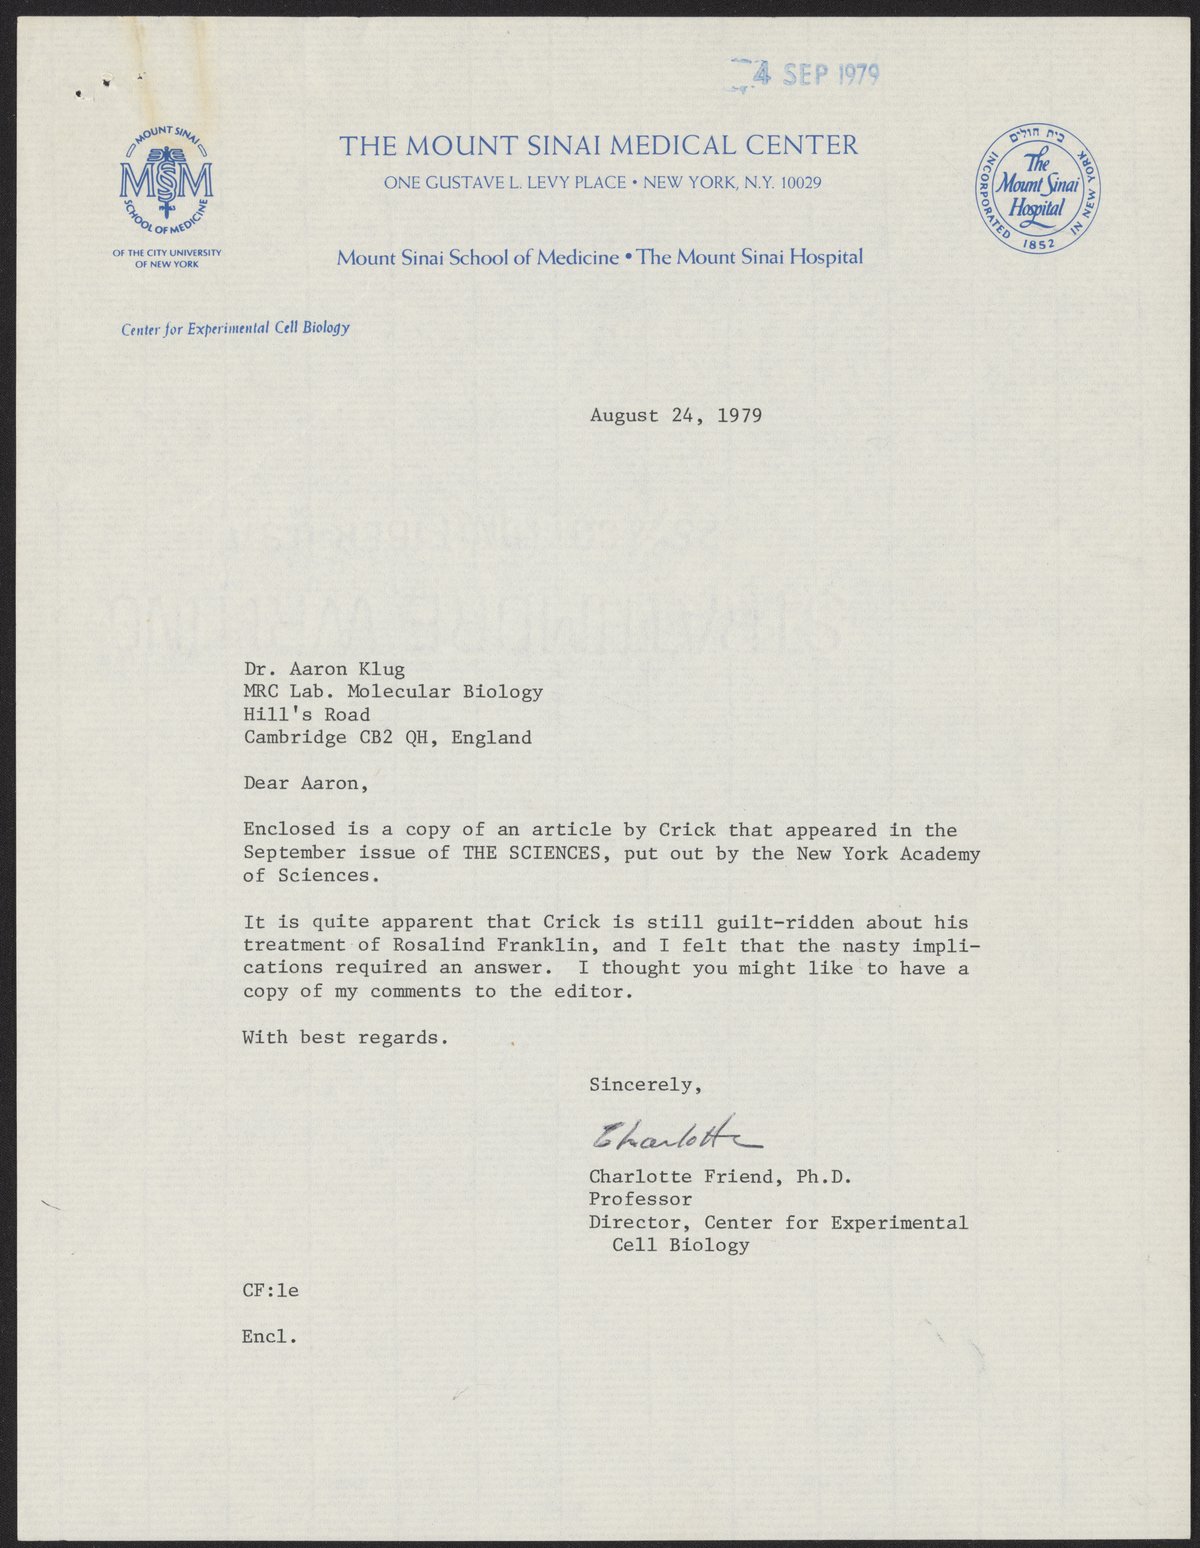 4 SEP 1979
MOUNT SINAI
MSSM
1963
SCHOOL OF MEDICINE
OF THE CITY UNIVERSITY
OF NEW YORK
THE MOUNT SINAI MEDICAL CENTER
ONE GUSTAVE L. LEVY PLACE • NEW YORK, N.Y. 10029
Mount Sinai School of Medicine • The Mount Sinai Hospital
בית חולים
INCORPORATED IN NEW YORK
The
Mount Sinai
Hospital
1852
Center for Experimental Cell Biology
August 24, 1979
Dr. Aaron Klug
MRC Lab. Molecular Biology
Hill's Road
Cambridge CB2 QH, England
Dear Aaron,
Enclosed is a copy of an article by Crick that appeared in the
September issue of THE SCIENCES, put out by the New York Academy
of Sciences.
It is quite apparent that Crick is still guilt-ridden about his
treatment of Rosalind Franklin, and I felt that the nasty impli-
cations required an answer. I thought you might like to have a
copy of my comments to the editor.
With best regards.
Sincerely,
Charlotte
Charlotte Friend, Ph.D.
Professor
Director, Center for Experimental
Cell Biology
CF:le
Encl.